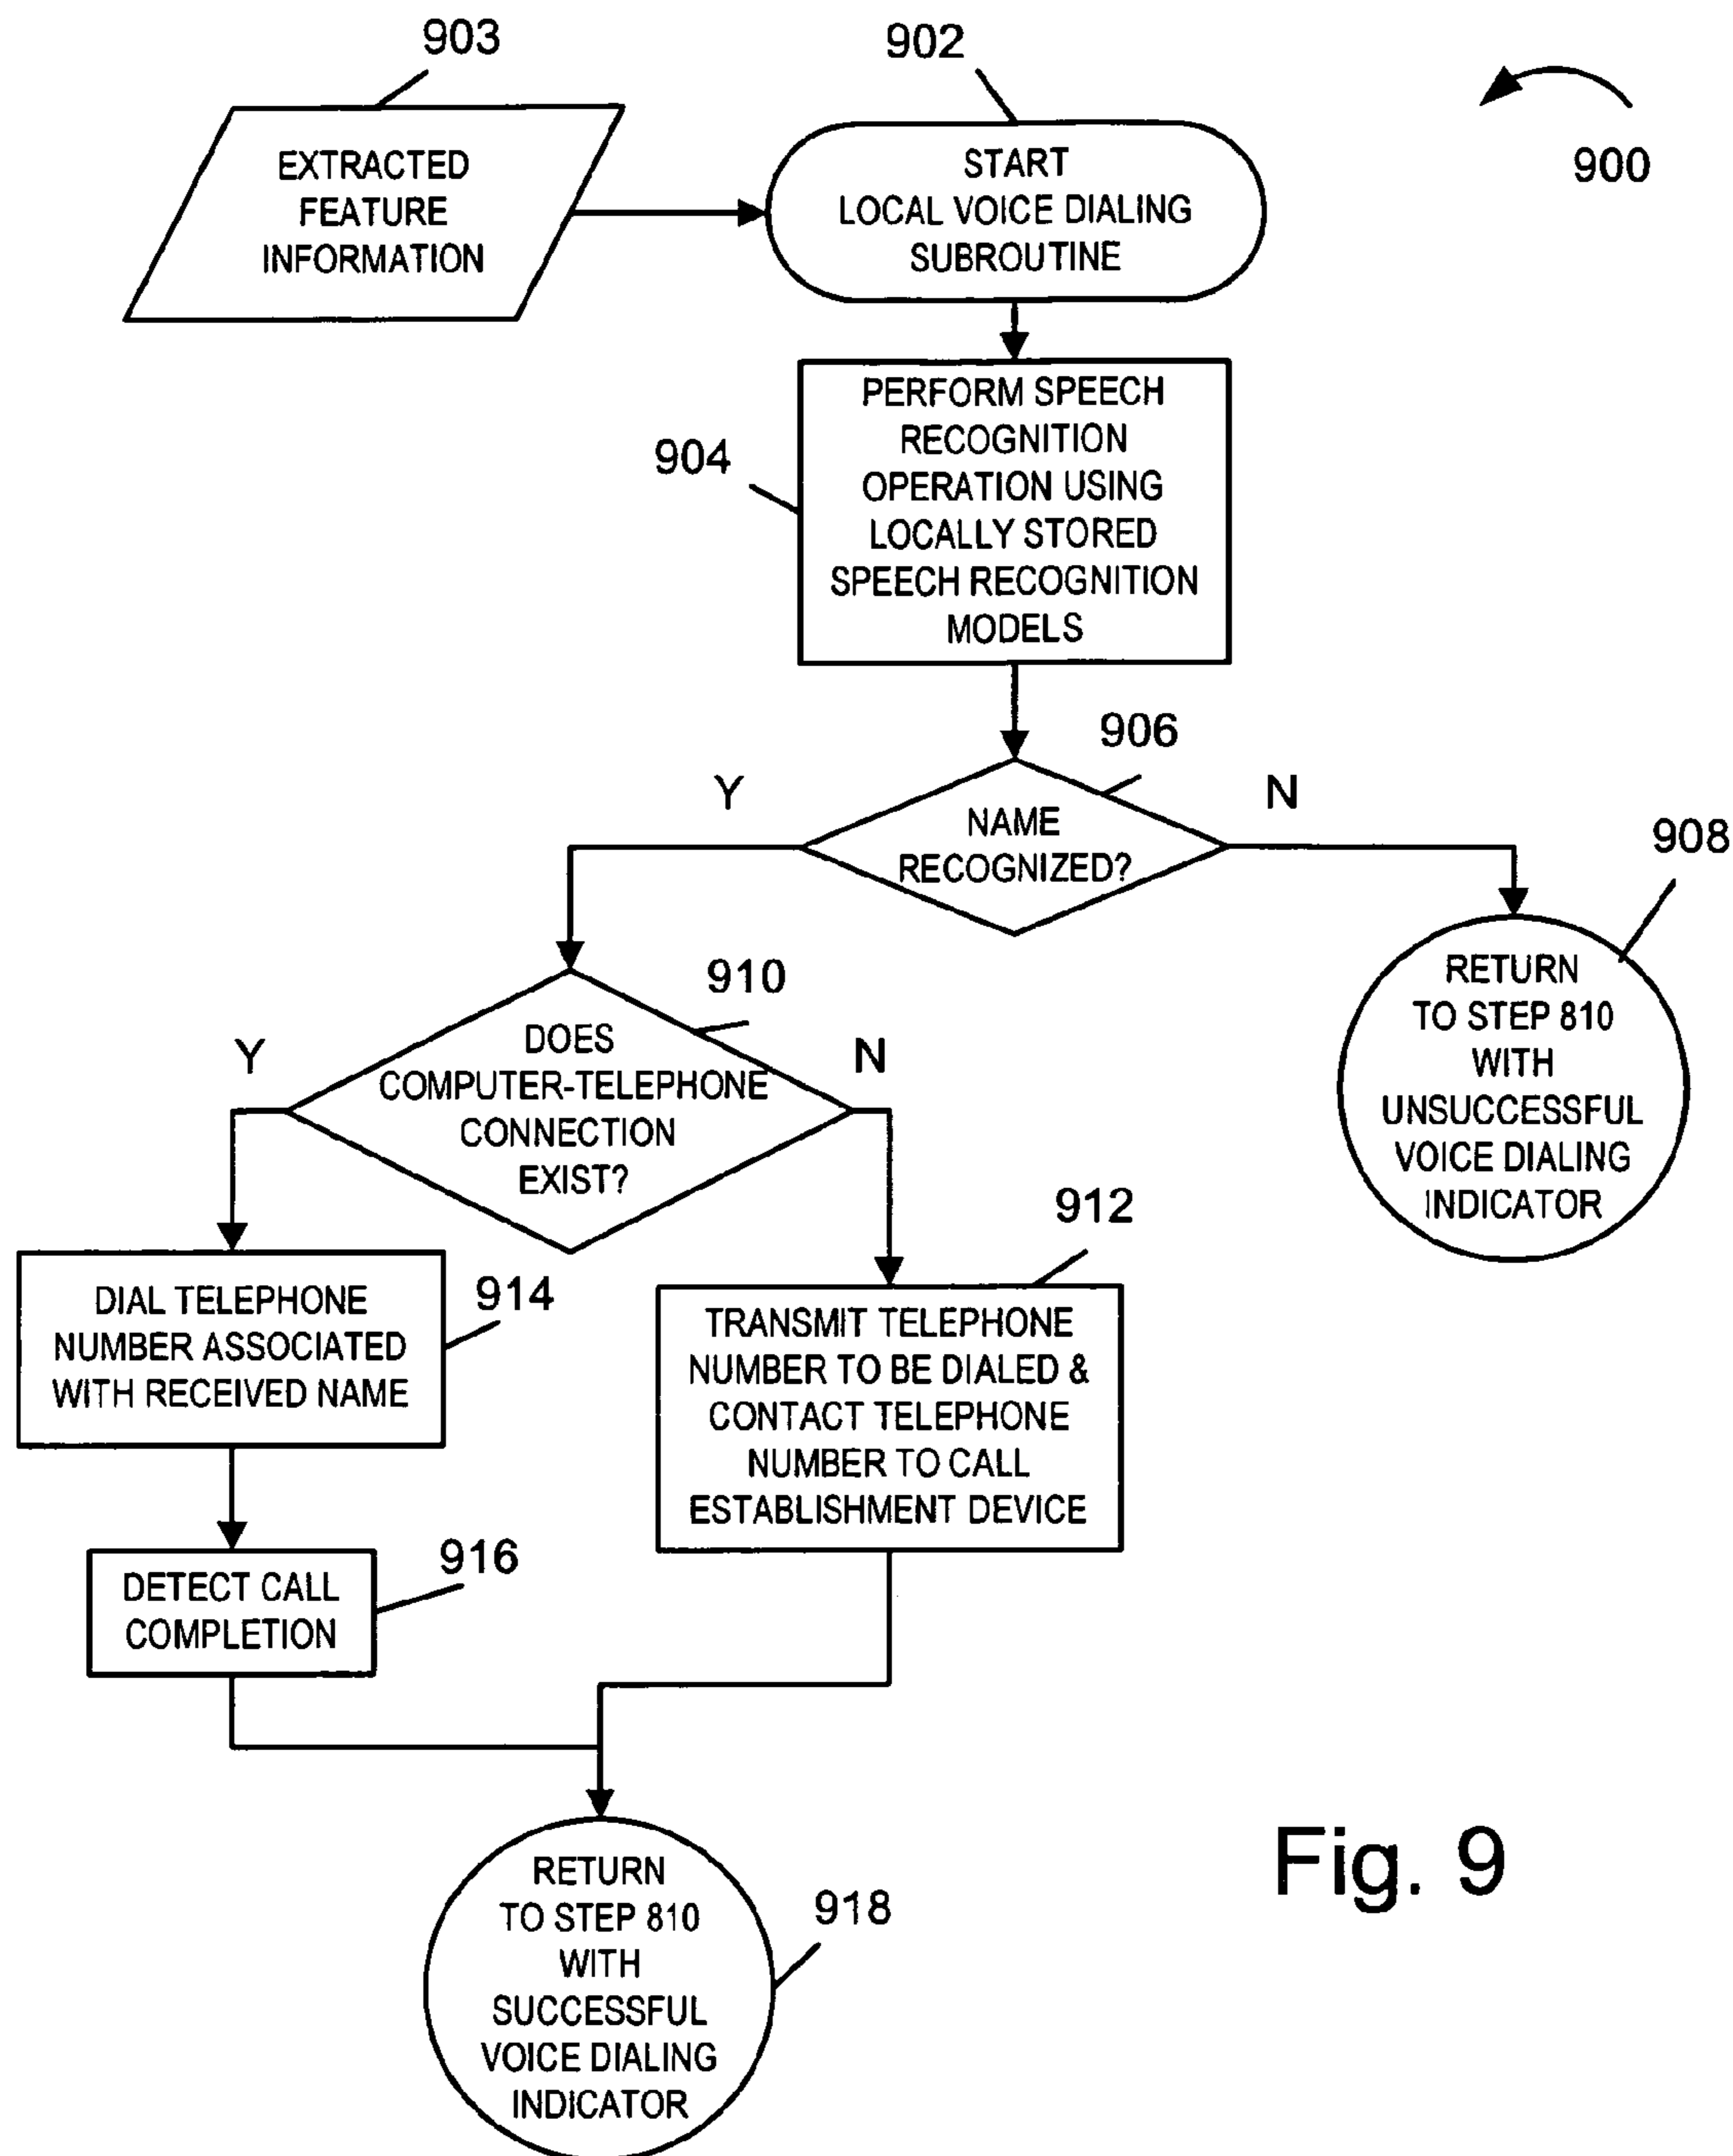 903
902
900
EXTRACTED
FEATURE
INFORMATION
START
LOCAL VOICE DIALING
SUBROUTINE
904
PERFORM SPEECH
RECOGNITION
OPERATION USING
LOCALLY STORED
SPEECH RECOGNITION
MODELS
906
Y
N
NAME
RECOGNIZED?
908
RETURN
TO STEP 810
WITH
UNSUCCESSFUL
VOICE DIALING
INDICATOR
910
Y
N
DOES
COMPUTER-TELEPHONE
CONNECTION
EXIST?
912
914
DIAL TELEPHONE
NUMBER ASSOCIATED
WITH RECEIVED NAME
TRANSMIT TELEPHONE
NUMBER TO BE DIALED &
CONTACT TELEPHONE
NUMBER TO CALL
ESTABLISHMENT DEVICE
916
DETECT CALL
COMPLETION
918
RETURN
TO STEP 810
WITH
SUCCESSFUL
VOICE DIALING
INDICATOR
Fig. 9